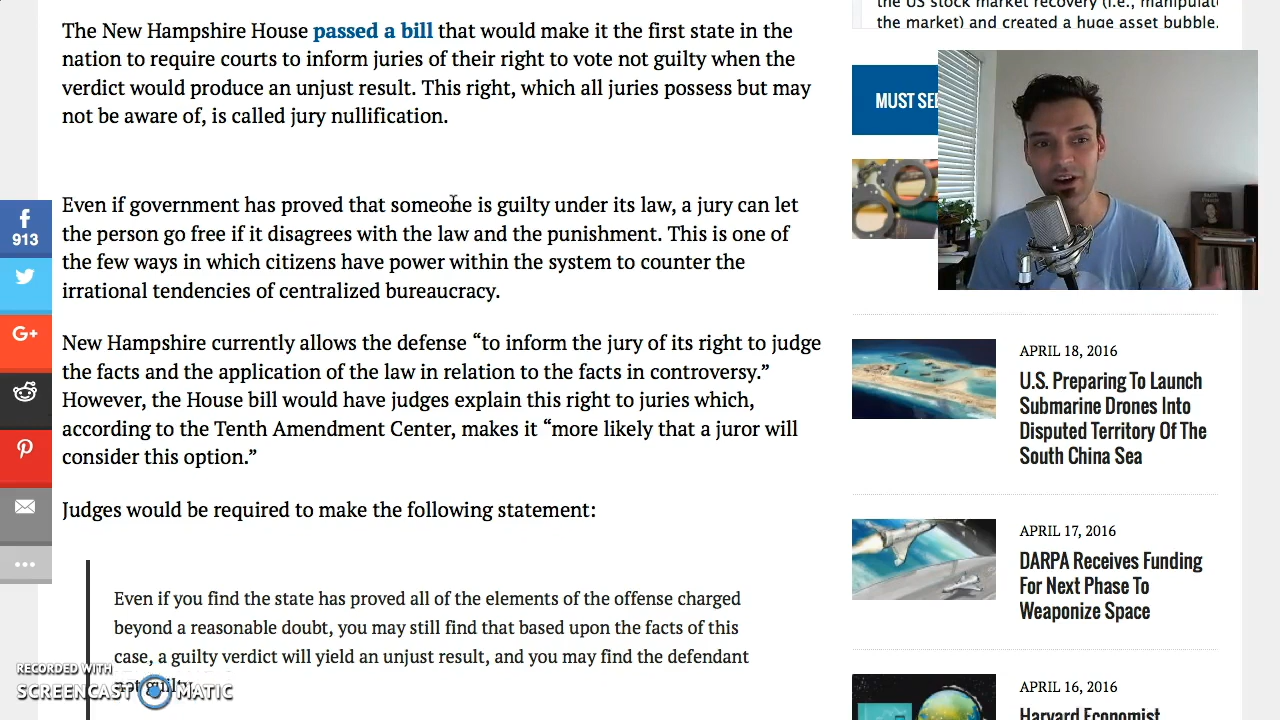 The New Hampshire House passed a bill that would make it the first state in the
nation to require courts to inform juries of their right to vote not guilty when the
verdict would produce an unjust result. This right, which all juries possess but may
not be aware of, is called jury nullification.
Even if government has proved that someone is guilty under its law, a jury can let
the person go free if it disagrees with the law and the punishment. This is one of
the few ways in which citizens have power within the system to counter the
irrational tendencies of centralized bureaucracy.
New Hampshire currently allows the defense “to inform the jury of its right to judge
the facts and the application of the law in relation to the facts in controversy.”
However, the House bill would have judges explain this right to juries which,
according to the Tenth Amendment Center, makes it “more likely that a juror will
consider this option.”
Judges would be required to make the following statement:
Even if you find the state has proved all of the elements of the offense charged
beyond a reasonable doubt, you may still find that based upon the facts of this
case, a guilty verdict will yield an unjust result, and you may find the defendant
not guilty.
913
G+
RECORDED WITH
SCREENCAST MATIC
the US stock market recovery (i.e., manipulat
the market) and created a huge asset bubble.
MUST SEE
APRIL 18, 2016
U.S. Preparing To Launch
Submarine Drones Into
Disputed Territory Of The
South China Sea
APRIL 17, 2016
DARPA Receives Funding
For Next Phase To
Weaponize Space
APRIL 16, 2016
Harvard Economist